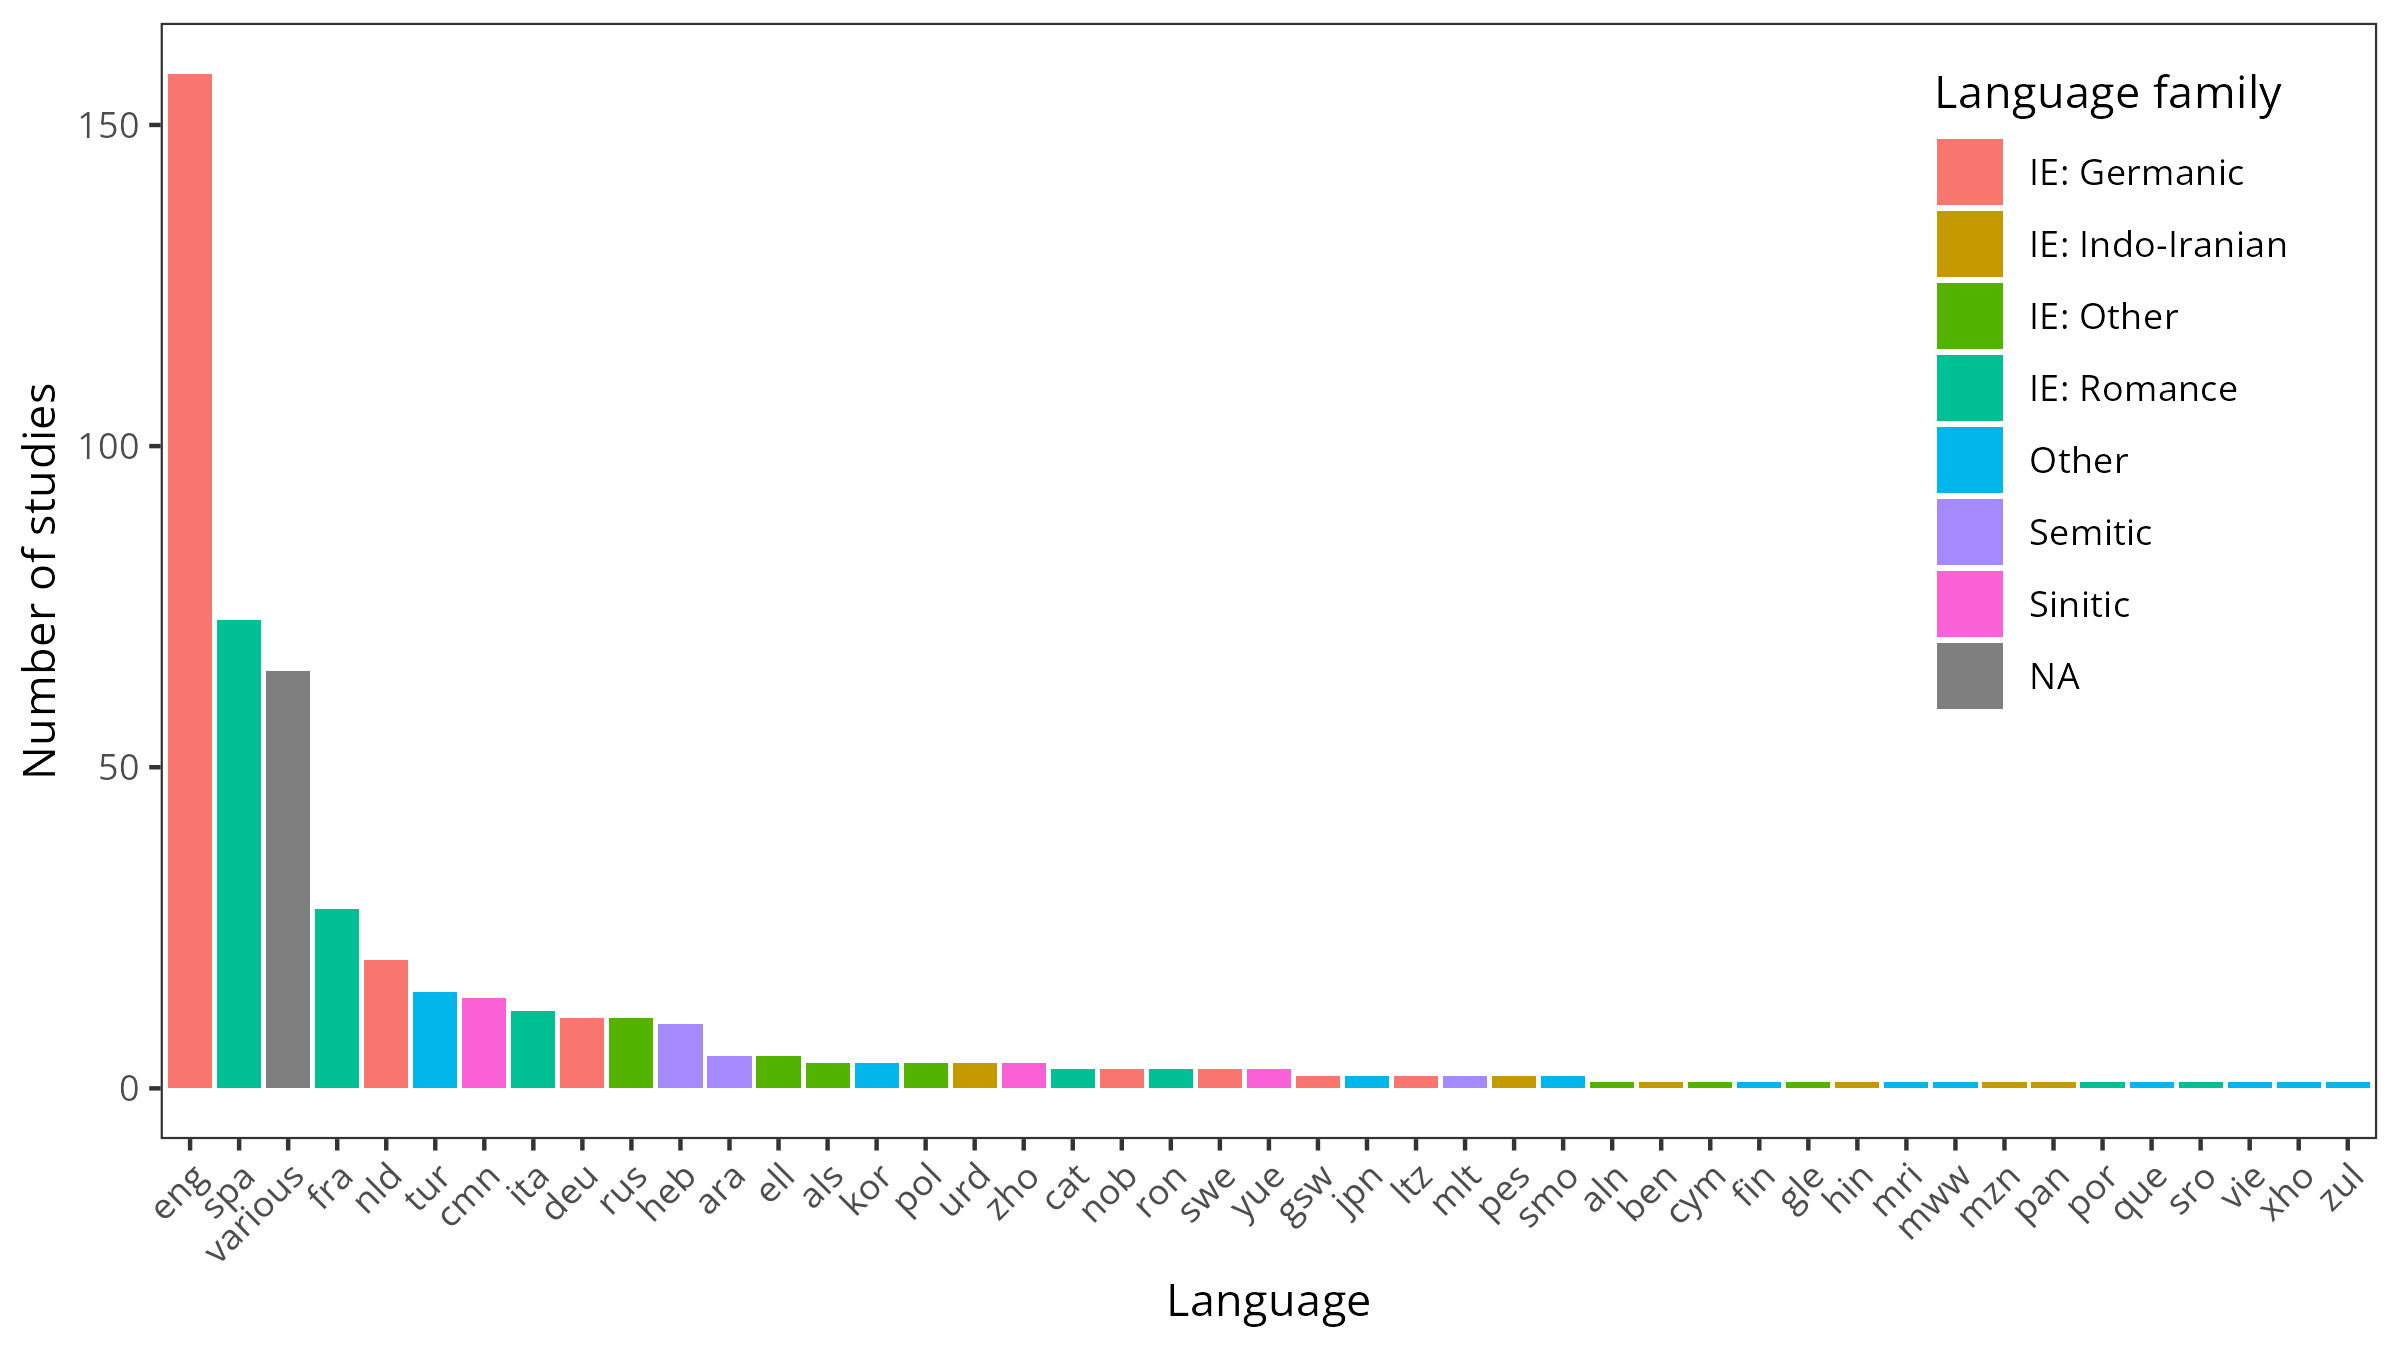 Language family
IE: Germanic
IE: Indo-Iranian
IE: Other
IE: Romance
Other
Semitic
Sinitic
NA
Number of studies
150
100
50
0
eng
spa
various
fra
nld
tur
cmn
ita
deu
rus
heb
ara
ell
als
kor
pol
urd
zho
cat
nob
ron
swe
yue
gsw
jpn
ltz
mlt
pes
smo
aln
ben
cym
fin
gle
hin
mri
mww
mzn
pan
por
que
sro
vie
xho
zul
Language